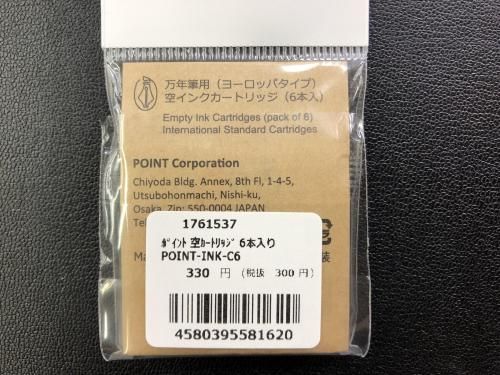 万年筆用（ヨーロッパタイプ）
空インクカートリッジ（6本入）
Empty Ink Cartridges (pack of 6)
International Standard Cartridges
POINT Corporation
Chiyoda Bldg. Annex, 8th Fl, 1-4-5,
Utsubohonmachi, Nishi-ku,
Osaka, Zip: 550-0004 JAPAN
Te
Ma
装
1761537
ﾎﾟｲﾝﾄ 空ｶｰﾄﾘｯｼﾞ 6本入り
POINT-INK-C6
330 円 (税抜 300 円)
4580395581620